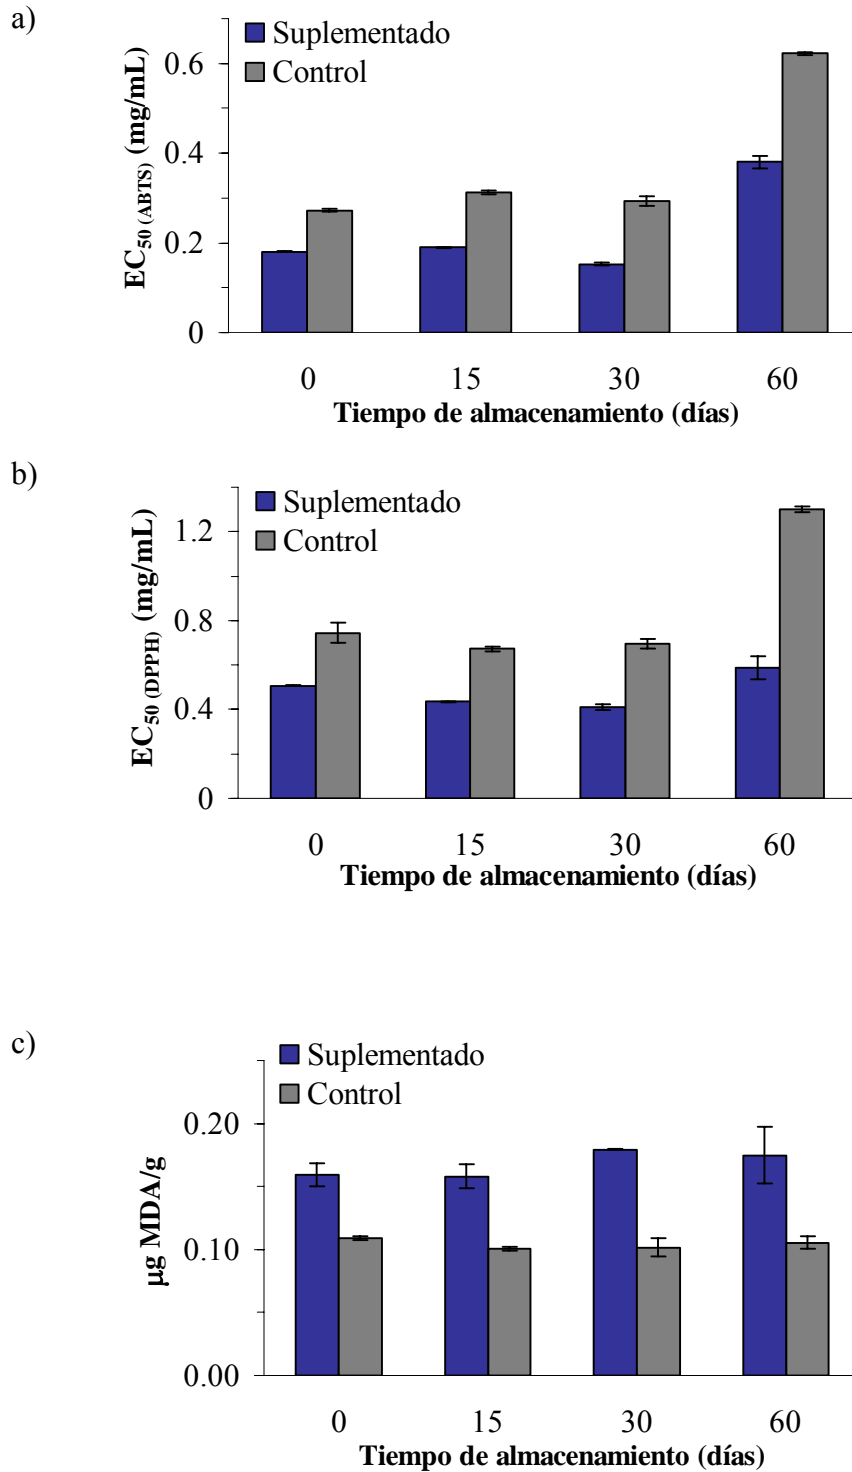 a)
Suplementado
Control
EC50 (ABTS) (mg/mL)
0.6
0.4
0.2
0
0 15 30 60
Tiempo de almacenamiento (días)
b)
Suplementado
Control
EC50 (DPPH) (mg/mL)
1.2
0.8
0.4
0
0 15 30 60
Tiempo de almacenamiento (días)
c)
Suplementado
Control
µg MDA/g
0.20
0.10
0.00
0 15 30 60
Tiempo de almacenamiento (días)